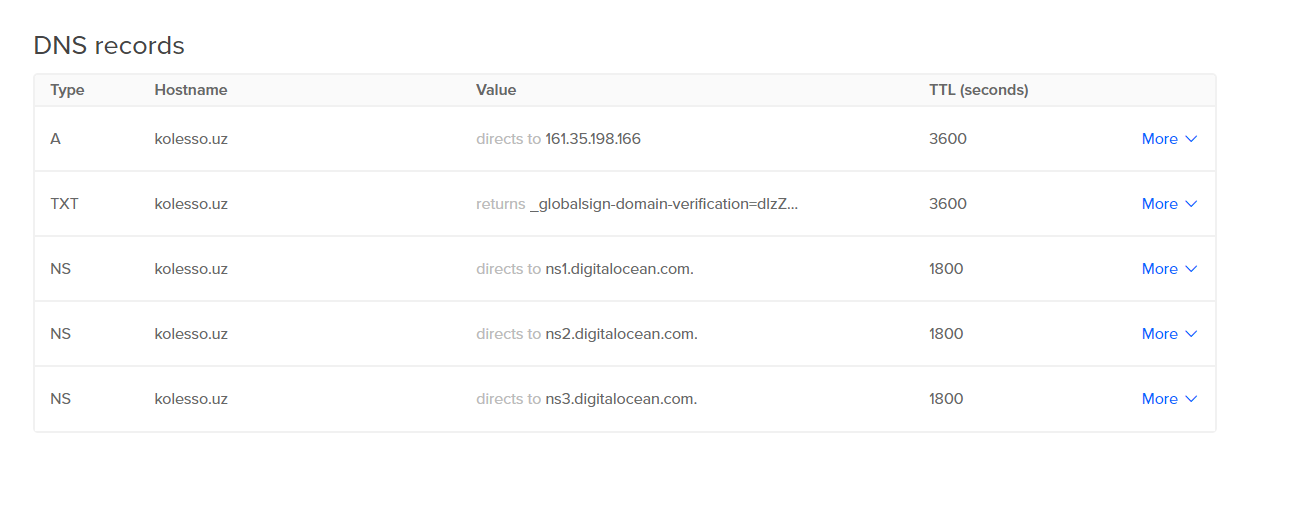 DNS records
Type Hostname Value TTL (seconds)
A kolesso.uz directs to 161.35.198.166 3600 More
TXT kolesso.uz returns _globalsign-domain-verification=dIzZ... 3600 More
NS kolesso.uz directs to ns1.digitalocean.com. 1800 More
NS kolesso.uz directs to ns2.digitalocean.com. 1800 More
NS kolesso.uz directs to ns3.digitalocean.com. 1800 More